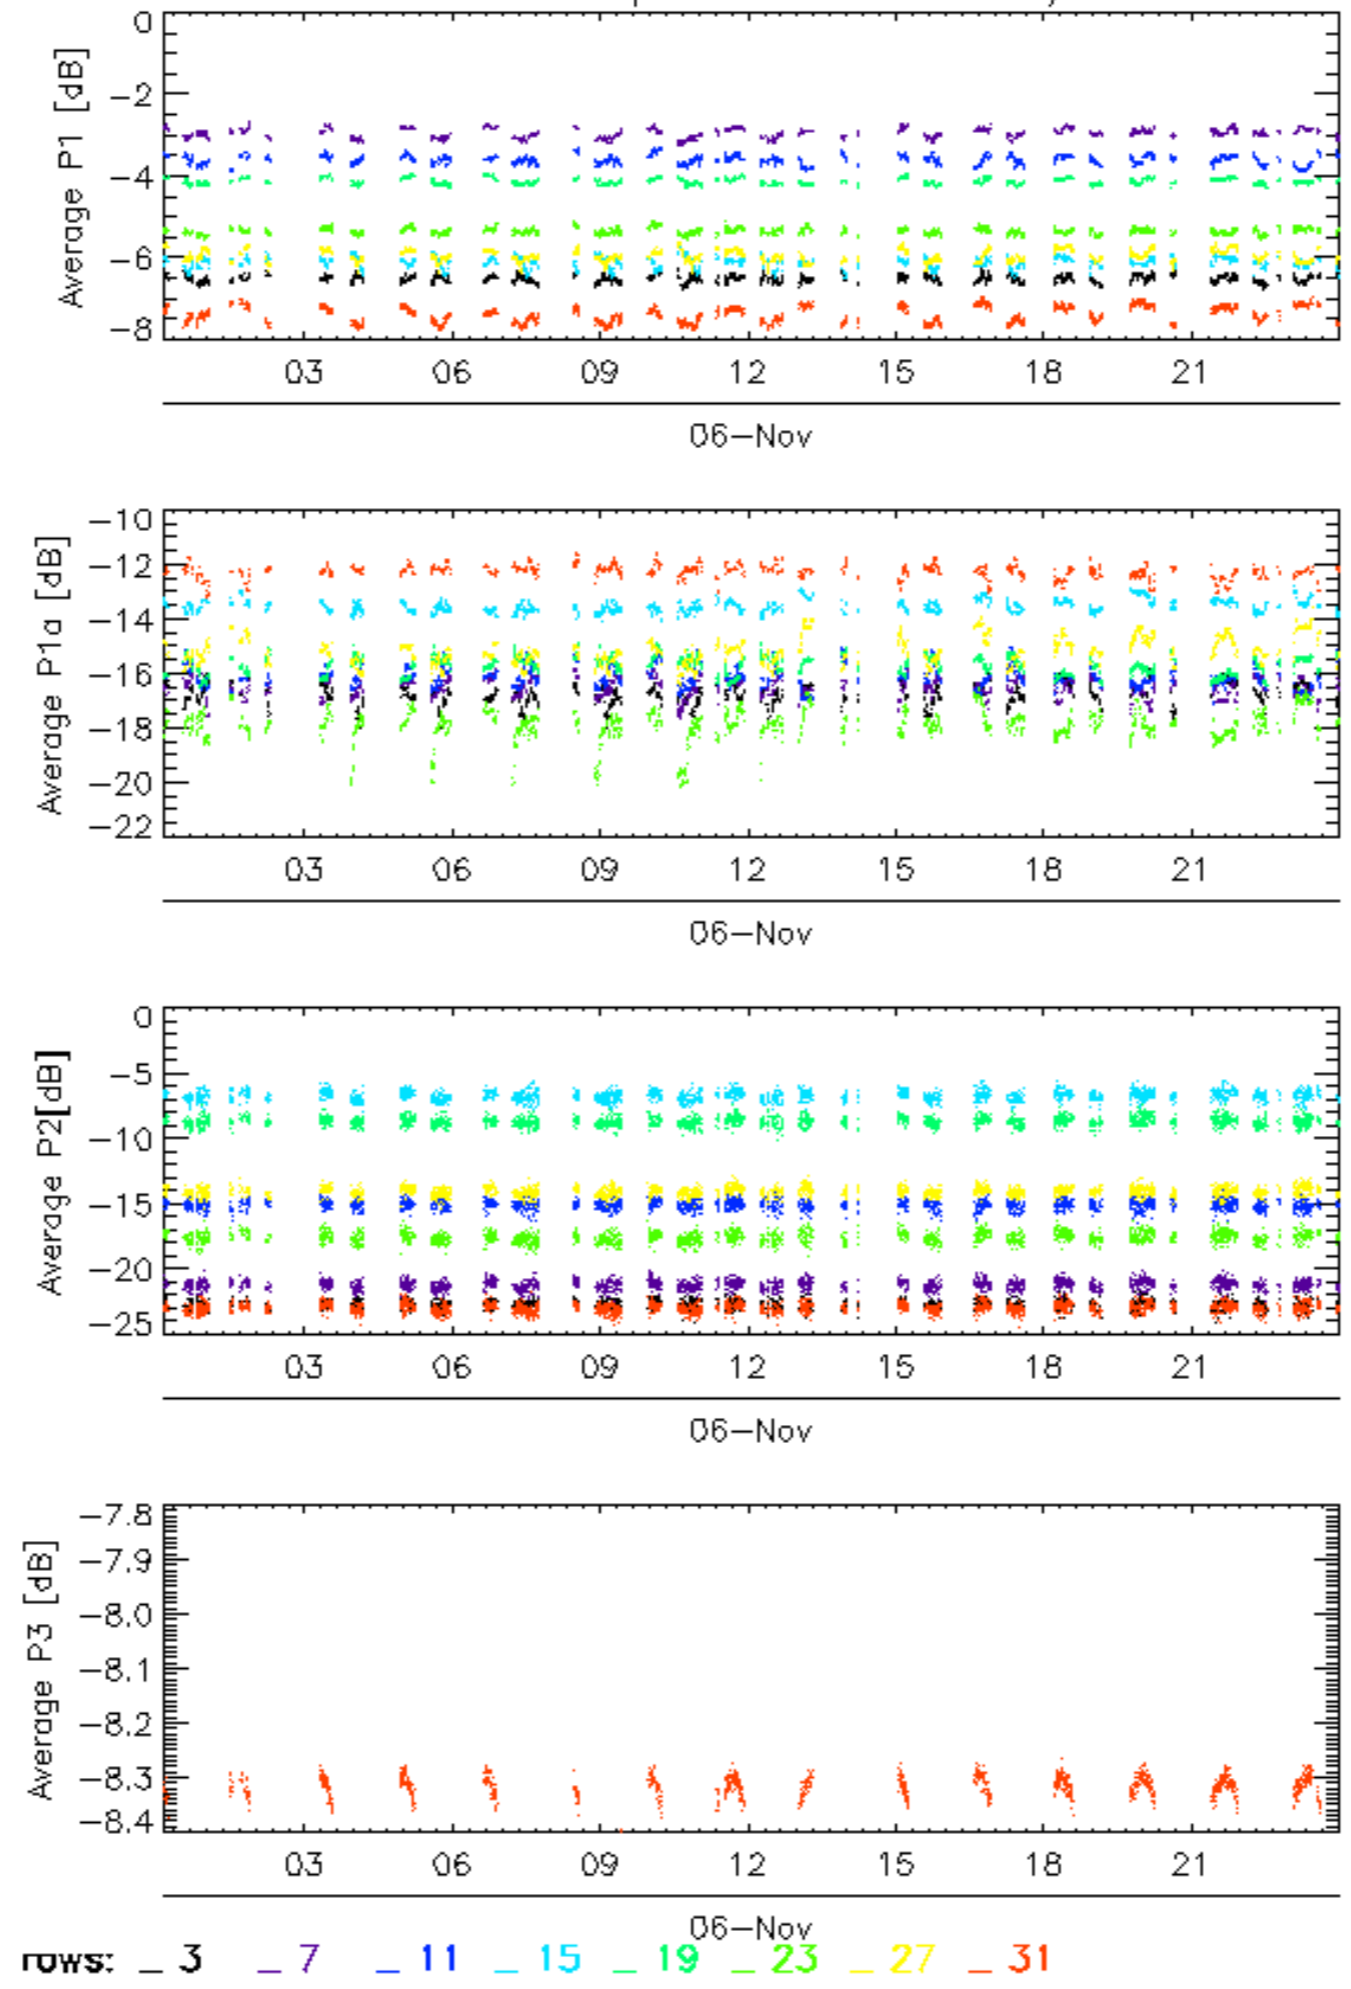 0
-2
-4
-6
-8
Average P1 [dB]
03 06 09 12 15 18 21
06-Nov
-10
-12
-14
-16
-18
-20
-22
Average P1a [dB]
03 06 09 12 15 18 21
06-Nov
0
-5
-10
-15
-20
-25
Average P2[dB]
03 06 09 12 15 18 21
06-Nov
-7.8
-7.9
-8.0
-8.1
-8.2
-8.3
-8.4
Average P3 [dB]
03 06 09 12 15 18 21
06-Nov
rows: _ 3 _ 7 _ 11 _ 15 _ 19 _ 23 _ 27 _ 31